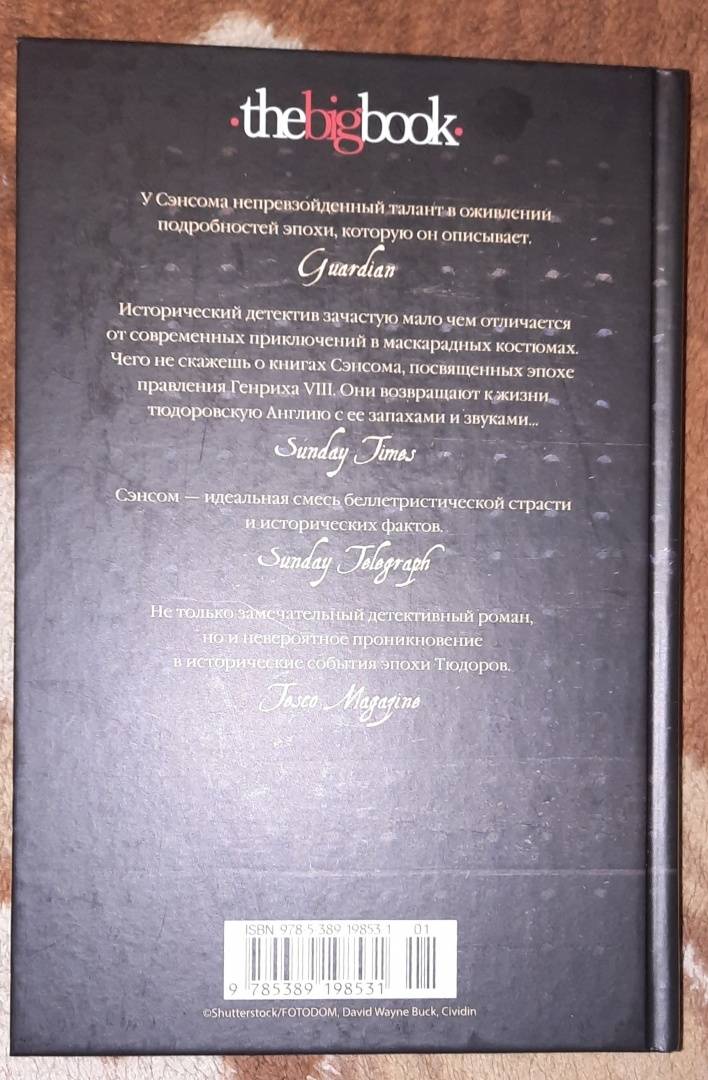 ·thebigbook·
У Сэнсома непревзойденный талант в оживлении
подробностей эпохи, которую он описывает.
Guardian
Исторический детектив зачастую мало чем отличается
от современных приключений в маскарадных костюмах.
Чего не скажешь о книгах Сэнсома, посвященных эпохе
правления Генриха VIII. Они возвращают к жизни
тюдоровскую Англию с ее запахами и звуками...
Sunday Times
Сэнсом — идеальная смесь беллетристической страсти
и исторических фактов.
Sunday Telegraph
Не только замечательный детективный роман,
но и невероятное проникновение
в исторические события эпохи Тюдоров.
Tesco Magazine
ISBN 978 5 389 19853 1 01
9 785389 198531
©Shutterstock/FOTODOM, David Wayne Buck, Cividin